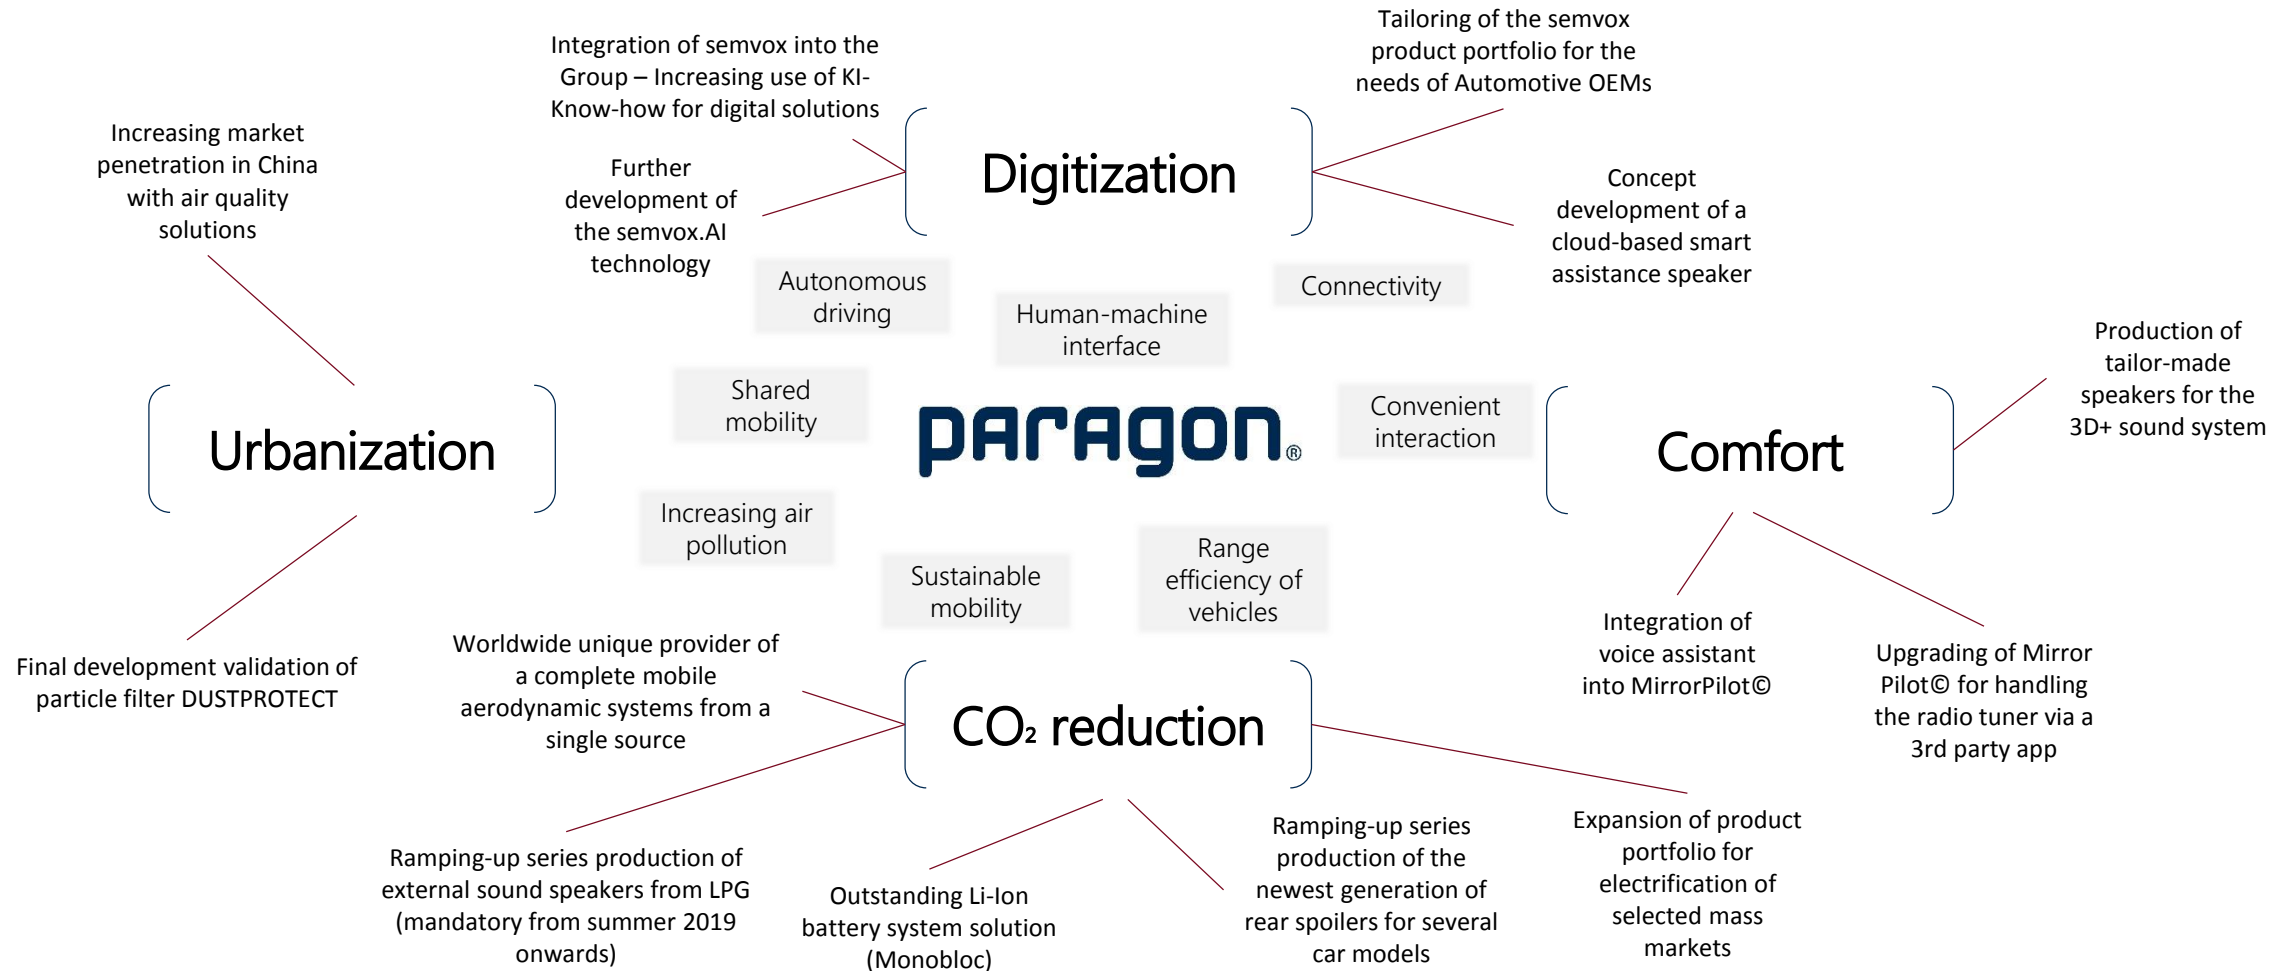 Tailoring of the semvox
product portfolio for the
needs of Automotive OEMs
Integration of semvox into the
Group – Increasing use of KI-
Know-how for digital solutions
Increasing market
penetration in China
with air quality
solutions
Further
development of
the semvox.AI
technology
Digitization
Concept
development of a
cloud-based smart
assistance speaker
Autonomous
driving
Human-machine
interface
Connectivity
Production of
tailor-made
speakers for the
3D+ sound system
Shared
mobility
Convenient
interaction
Urbanization
paragon®
Comfort
Increasing air
pollution
Sustainable
mobility
Range
efficiency of
vehicles
Final development validation of
particle filter DUSTPROTECT
Worldwide unique provider of
a complete mobile
aerodynamic systems from a
single source
CO₂ reduction
Integration of
voice assistant
into MirrorPilot©
Upgrading of Mirror
Pilot© for handling
the radio tuner via a
3rd party app
Ramping-up series production of
external sound speakers from LPG
(mandatory from summer 2019
onwards)
Outstanding Li-Ion
battery system solution
(Monobloc)
Ramping-up series
production of the
newest generation of
rear spoilers for several
car models
Expansion of product
portfolio for
electrification of
selected mass
markets